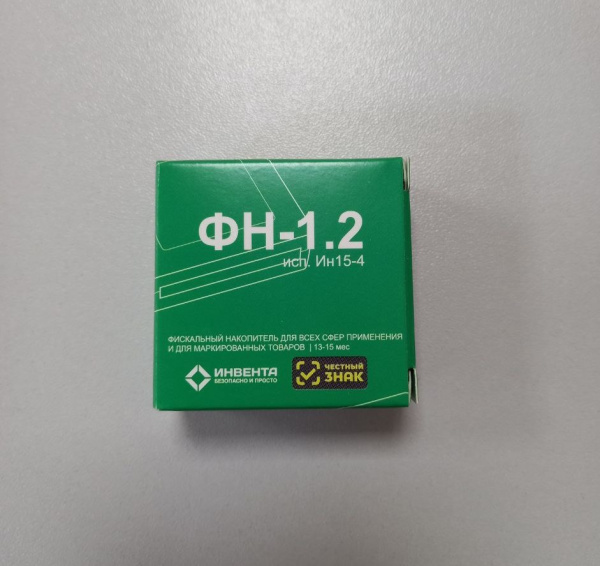 ФН-1.2
исп. Ин15-4
ФИСКАЛЬНЫЙ НАКОПИТЕЛЬ ДЛЯ ВСЕХ СФЕР ПРИМЕНЕНИЯ
И ДЛЯ МАРКИРОВАННЫХ ТОВАРОВ | 13-15 мес
ИНВЕНТА
БЕЗОПАСНО И ПРОСТО
ЧЕСТНЫЙ
ЗНАК